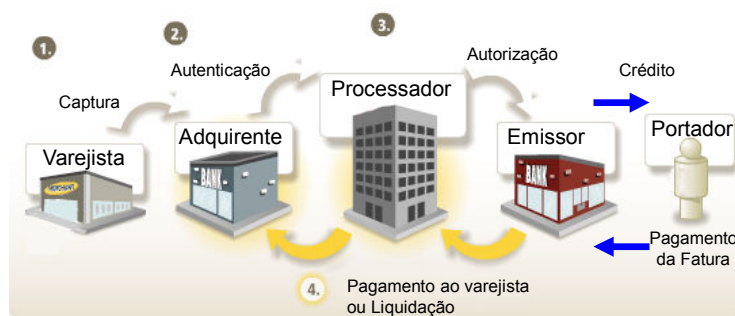 1.
2.
3.
Captura
Autenticação
Autorização
Crédito
Varejista
Adquirente
Processador
Emissor
Portador
MERCHANT
BANK
BANK
Pagamento
da Fatura
4.
Pagamento ao varejista
ou Liquidação